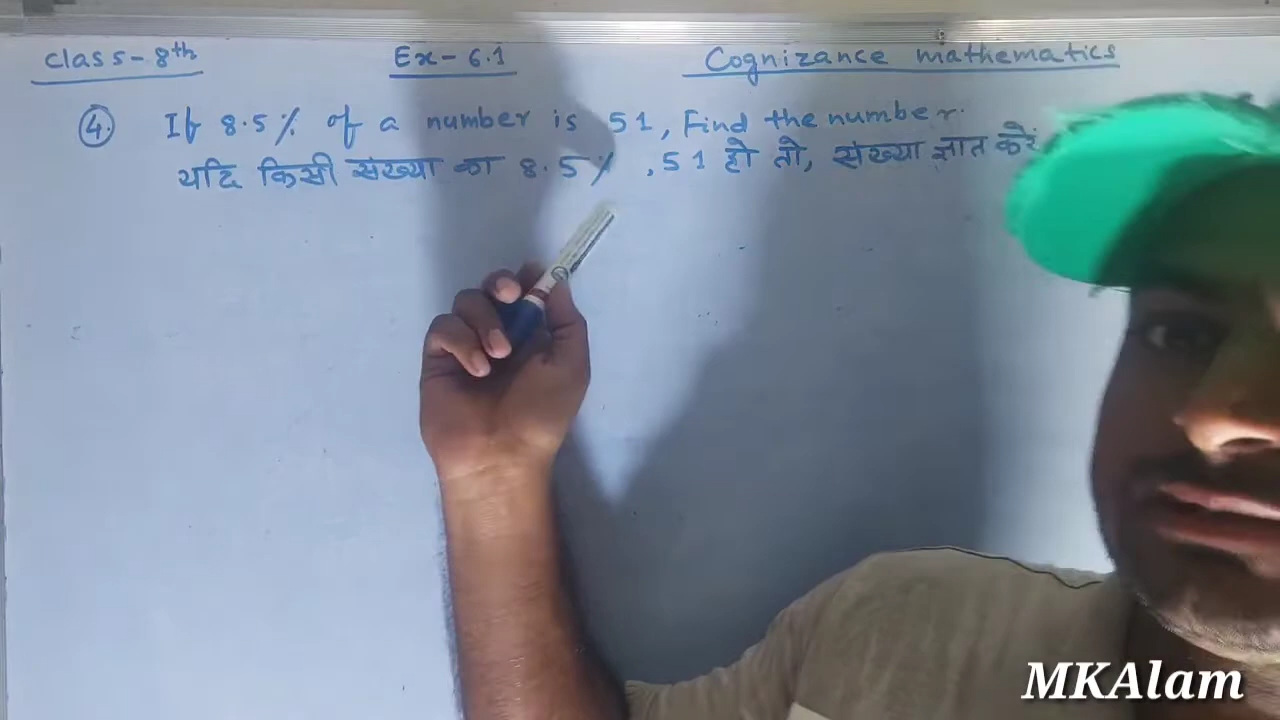 Class-8th Ex-6.1 Cognizance mathematics
4. If 8.5% of a number is 51, Find the number.
यदि किसी संख्या का 8.5% , 51 हो तो, संख्या ज्ञात करें
MKAlam